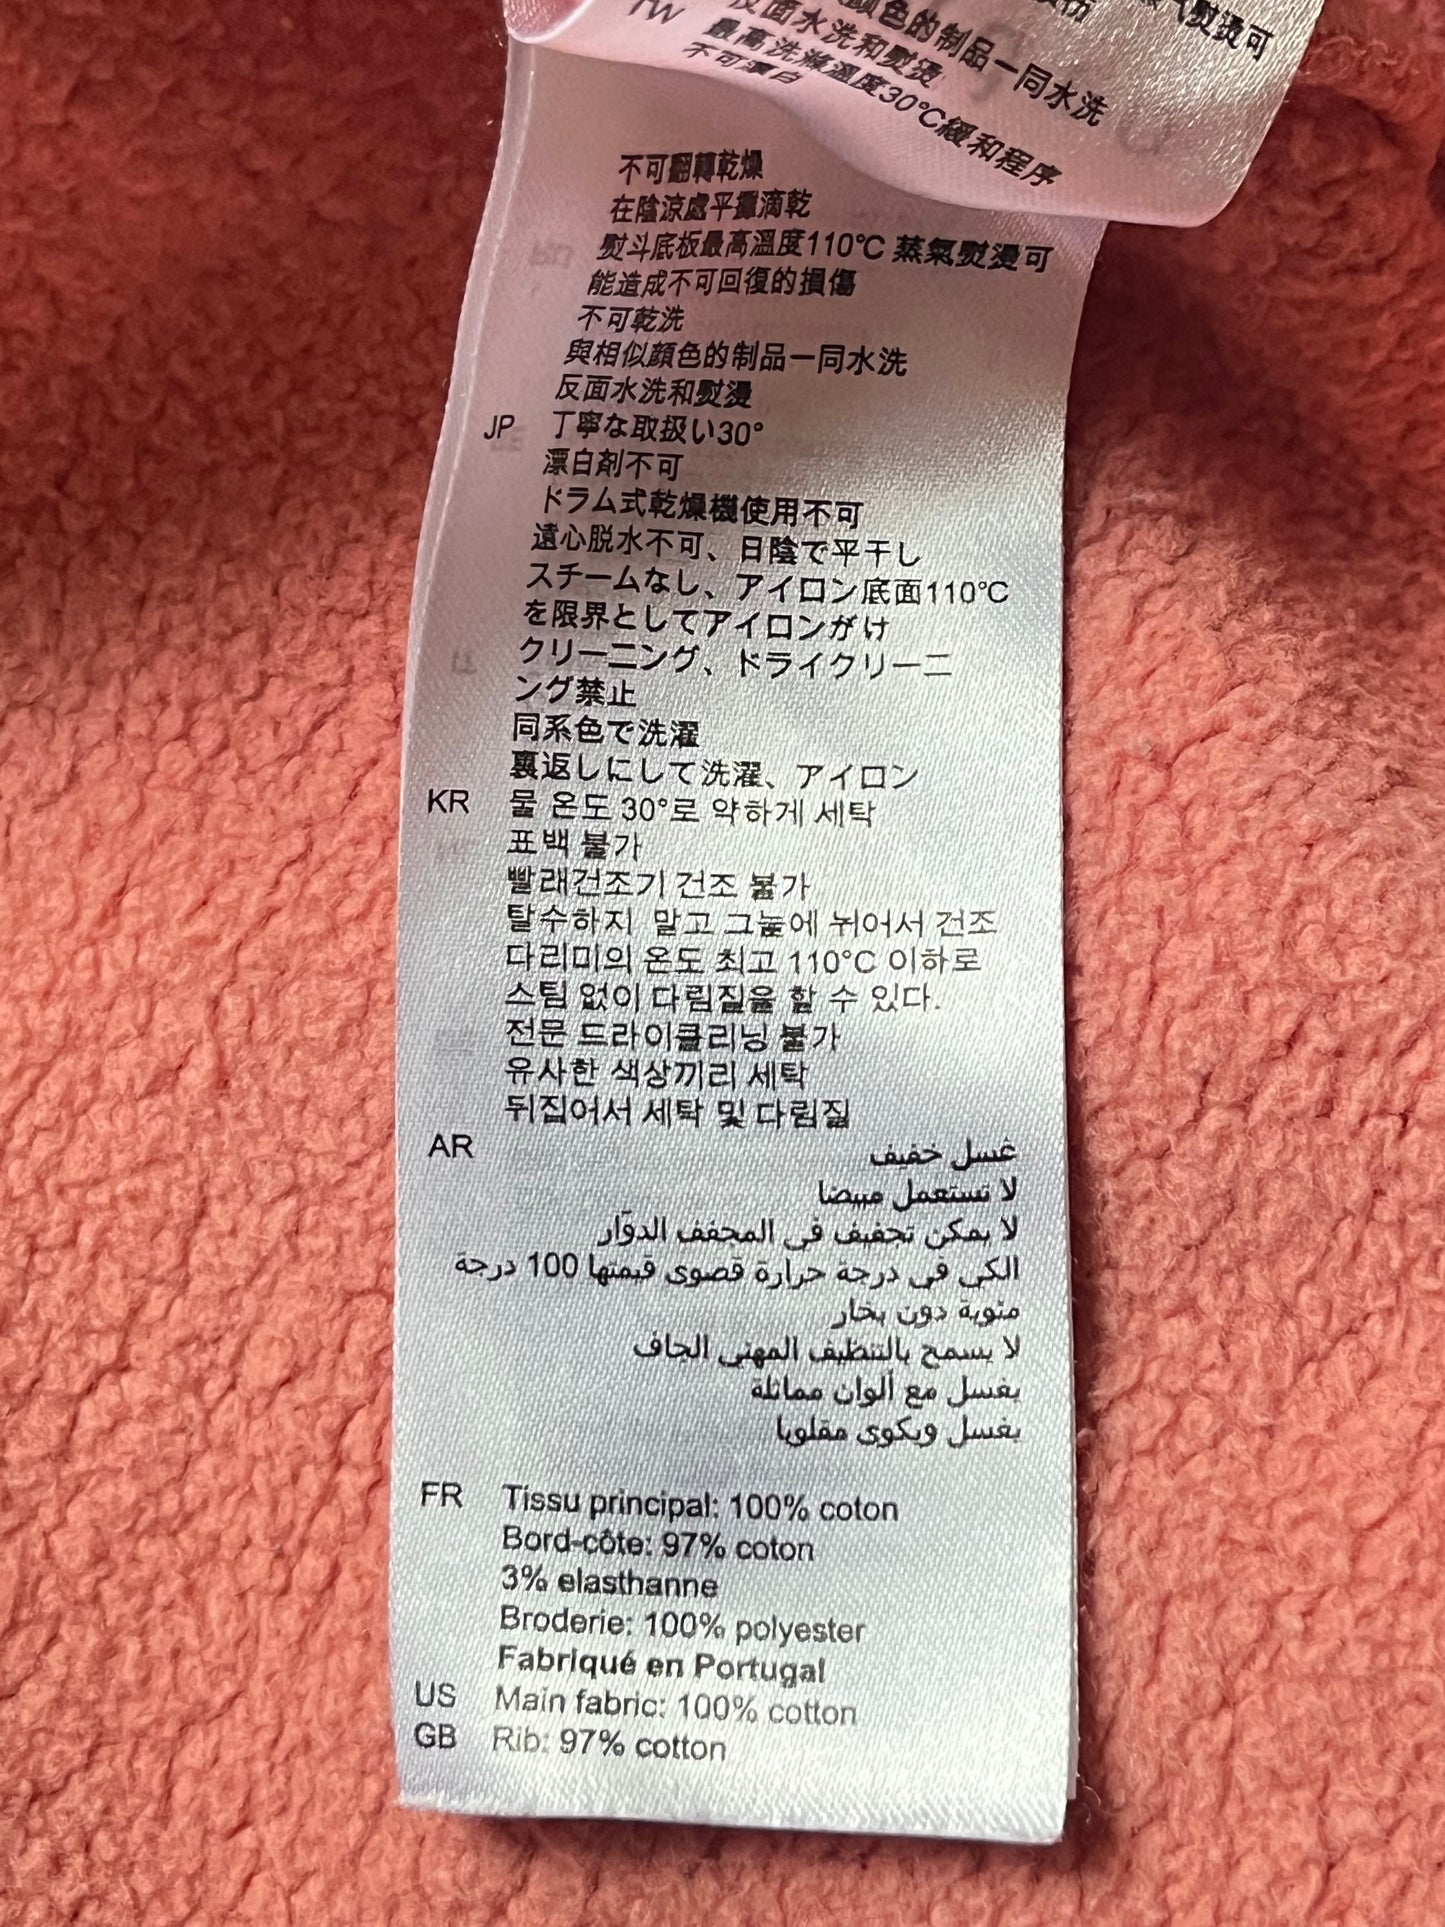 TW
顏色的制品一同水洗
反面水洗和熨燙
最高洗滌溫度30℃緩和程序
不可漂白
不可翻轉乾燥
在陰涼處平攤滴乾
熨斗底板最高溫度110℃ 蒸氣熨燙可
能造成不可回復的損傷
不可乾洗
與相似顏色的制品一同水洗
反面水洗和熨燙
JP 丁寧な取扱い30°
漂白剤不可
ドラム式乾燥機使用不可
遠心脱水不可、日陰で平干し
スチームなし、アイロン底面110℃
を限界としてアイロンがけ
クリーニング、ドライクリーニ
ング禁止
同系色で洗濯
裏返しにして洗濯、アイロン
KR 물 온도 30°로 약하게 세탁
표백 불가
빨래건조기 건조 불가
탈수하지 말고 그늘에 뉘어서 건조
다리미의 온도 최고 110°C 이하로
스팀 없이 다림질을 할 수 있다.
전문 드라이클리닝 불가
유사한 색상끼리 세탁
뒤집어서 세탁 및 다림질
AR غسل خفيف
لا تستعمل مبيضا
لا يمكن تجفيف في المجفف الدوّار
الكي في درجة حرارة قصوى قيمتها 100 درجة
مئوية دون بخار
لا يسمح بالتنظيف المهني الجاف
يغسل مع ألوان مماثلة
يغسل ويكوى مقلوبا
FR Tissu principal: 100% coton
Bord-côte: 97% coton
3% elasthanne
Broderie: 100% polyester
Fabriqué en Portugal
US Main fabric: 100% cotton
GB Rib: 97% cotton